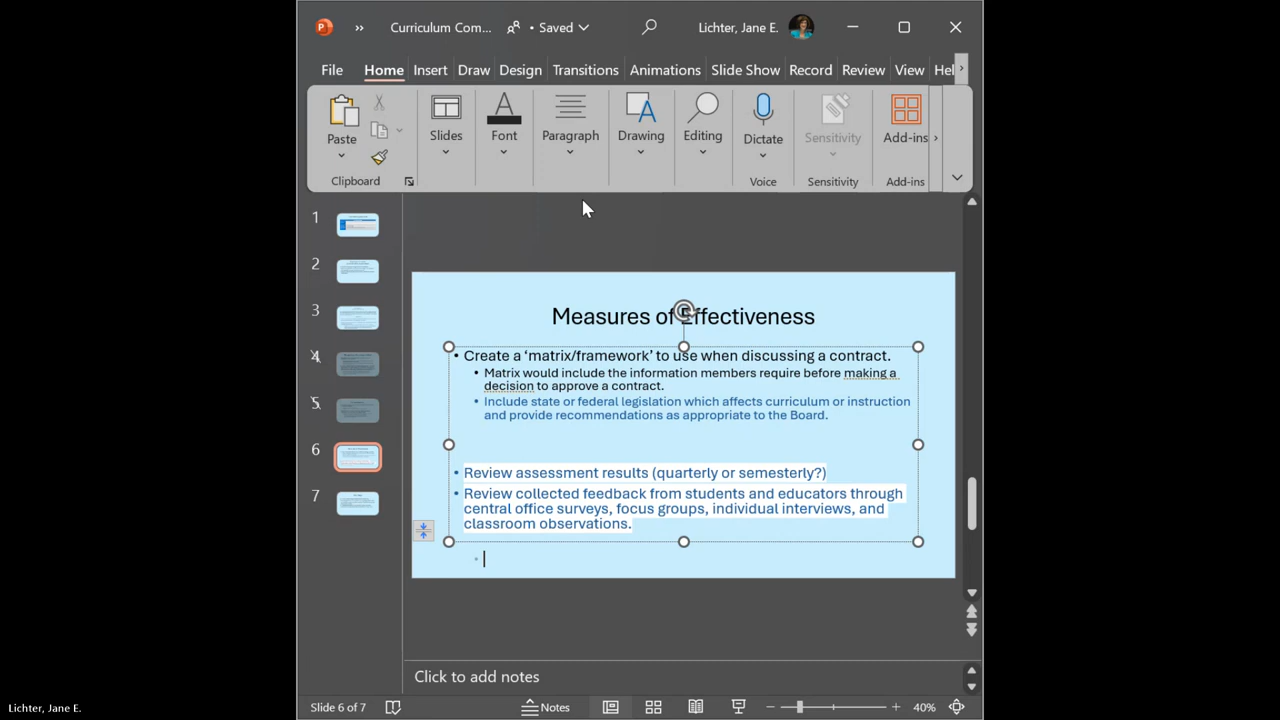 Curriculum Com... • Saved
Lichter, Jane E.
File Home Insert Draw Design Transitions Animations Slide Show Record Review View Hel
Paste Slides Font Paragraph Drawing Editing Dictate Sensitivity Add-ins
Clipboard Voice Sensitivity Add-ins
1
2
3
4
5
6
7
Measures of Effectiveness
• Create a ‘matrix/framework’ to use when discussing a contract.
• Matrix would include the information members require before making a
decision to approve a contract.
• Include state or federal legislation which affects curriculum or instruction
and provide recommendations as appropriate to the Board.
• Review assessment results (quarterly or semesterly?)
• Review collected feedback from students and educators through
central office surveys, focus groups, individual interviews, and
classroom observations.
Click to add notes
Slide 6 of 7 Notes 40%
Lichter, Jane E.